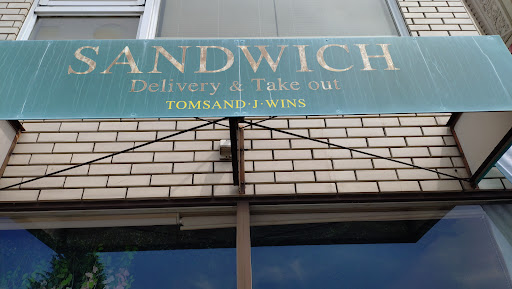 SANDWICH
Delivery & Take out
TOMSAND·J·WINS